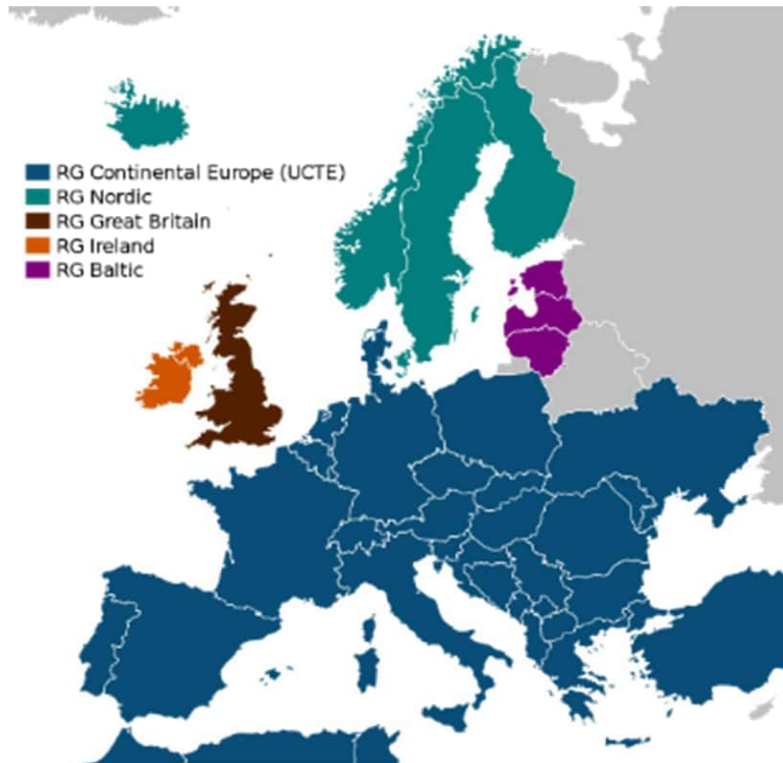 RG Continental Europe (UCTE)
RG Nordic
RG Great Britain
RG Ireland
RG Baltic